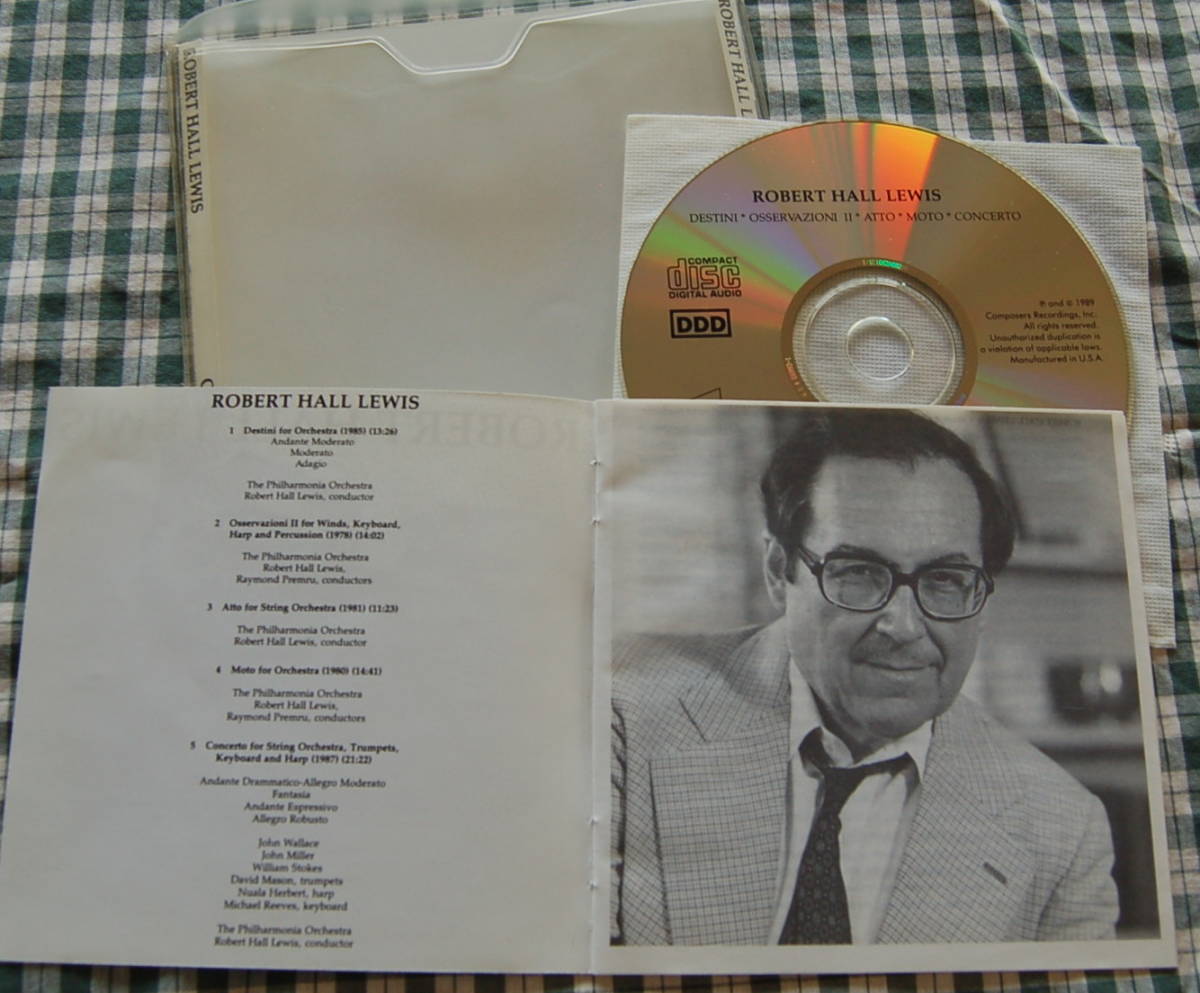 ROBERT HALL LEWIS
ROBERT HALL
ROBERT HALL LEWIS
DESTINI * OSSERVAZIONI II * ATTO * MOTO * CONCERTO
COMPACT
disc
DIGITAL AUDIO
DDD
℗ and © 1989
Composers Recordings, Inc.
All rights reserved.
Unauthorized duplication is
a violation of applicable laws.
Manufactured in U.S.A.
ROBERT HALL LEWIS
1 Destini for Orchestra (1985) (13:26)
Andante Moderato
Moderato
Adagio
The Philharmonia Orchestra
Robert Hall Lewis, conductor
2 Osservazioni II for Winds, Keyboard,
Harp and Percussion (1978) (14:02)
The Philharmonia Orchestra
Robert Hall Lewis,
Raymond Premru, conductors
3 Atto for String Orchestra (1981) (11:23)
The Philharmonia Orchestra
Robert Hall Lewis, conductor
4 Moto for Orchestra (1980) (14:41)
The Philharmonia Orchestra
Robert Hall Lewis,
Raymond Premru, conductors
5 Concerto for String Orchestra, Trumpets,
Keyboard and Harp (1987) (21:22)
Andante Drammatico-Allegro Moderato
Fantasia
Andante Espressivo
Allegro Robusto
John Wallace
John Miller
William Stokes
David Mason, trumpets
Nuala Herbert, harp
Michael Reeves, keyboard
The Philharmonia Orchestra
Robert Hall Lewis, conductor